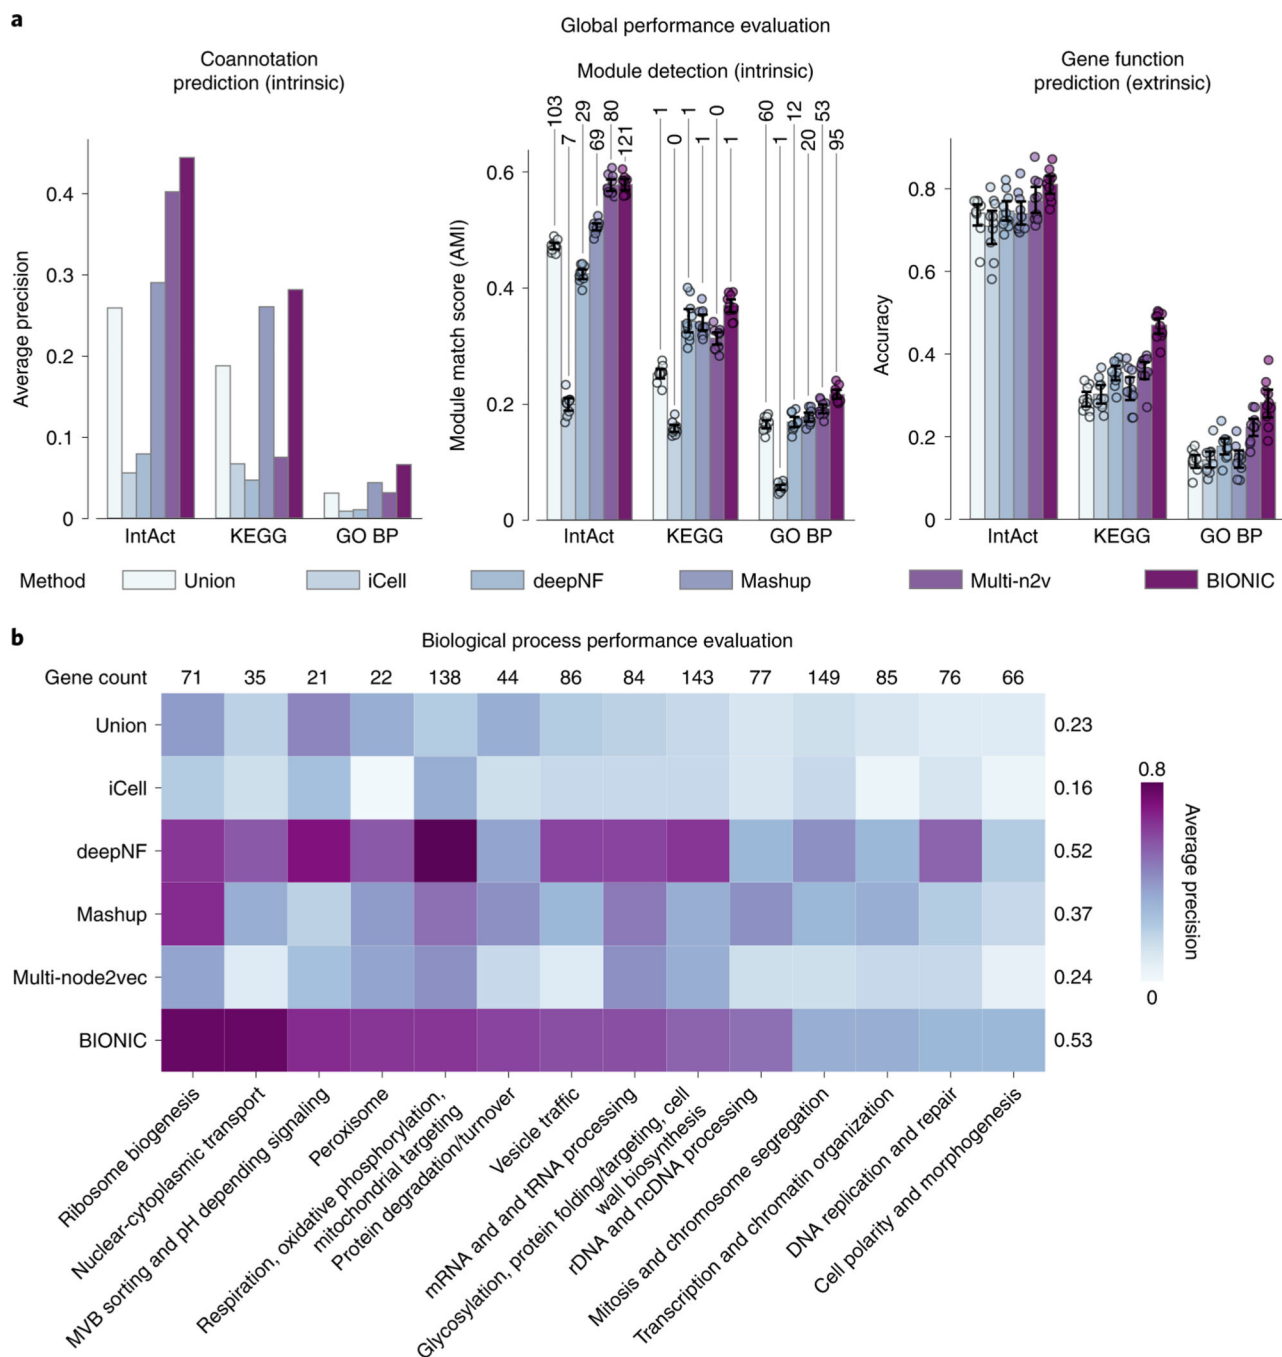 a
Global performance evaluation
Coannotation
prediction (intrinsic)
Module detection (intrinsic)
Gene function
prediction (extrinsic)
Average precision
0.4
0.3
0.2
0.1
0
IntAct
KEGG
GO BP
Module match score (AMI)
0.6
0.4
0.2
0
103
7
29
69
80
121
1
0
1
1
0
1
60
1
12
20
53
95
IntAct
KEGG
GO BP
Accuracy
0.8
0.6
0.4
0.2
0
IntAct
KEGG
GO BP
Method Union iCell deepNF Mashup Multi-n2v BIONIC
b
Biological process performance evaluation
Gene count 71 35 21 22 138 44 86 84 143 77 149 85 76 66
Union 0.23
iCell 0.16
deepNF 0.52
Mashup 0.37
Multi-node2vec 0.24
BIONIC 0.53
0.8
Average precision
0
Ribosome biogenesis
Nuclear-cytoplasmic transport
MVB sorting and pH depending signaling
Peroxisome
Respiration, oxidative phosphorylation,
mitochondrial targeting
Protein degradation/turnover
Vesicle traffic
mRNA and and tRNA processing
Glycosylation, protein folding/targeting, cell
wall biosynthesis
rDNA and ncDNA processing
Mitosis and chromosome segregation
Transcription and chromatin organization
DNA replication and repair
Cell polarity and morphogenesis